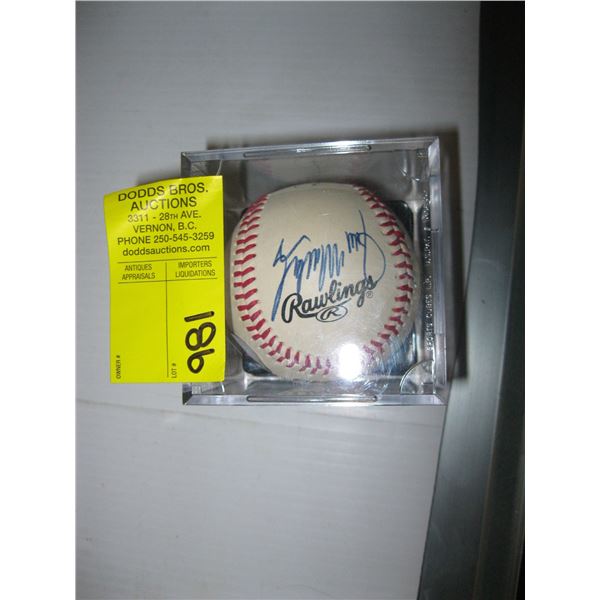 DODDS BROS.
AUCTIONS
3311 - 28TH AVE.
VERNON, B.C.
PHONE 250-545-3259
doddsauctions.com
ANTIQUES
APPRAISALS
IMPORTERS
LIQUIDATIONS
OWNER #
LOT #
981
Rawlings®
R